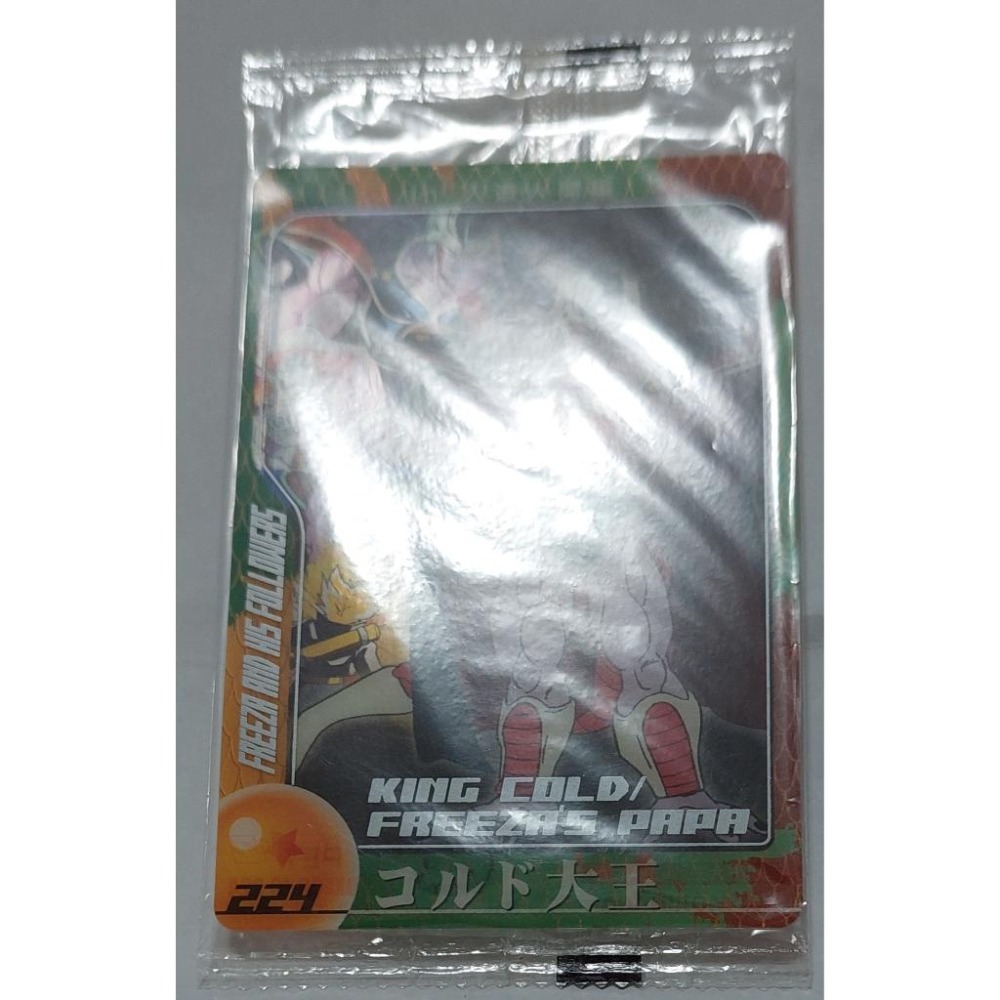 FREEZA AND HIS FOLLOWERS
KING COLD/
FREEZA'S PAPA
224
コルド大王